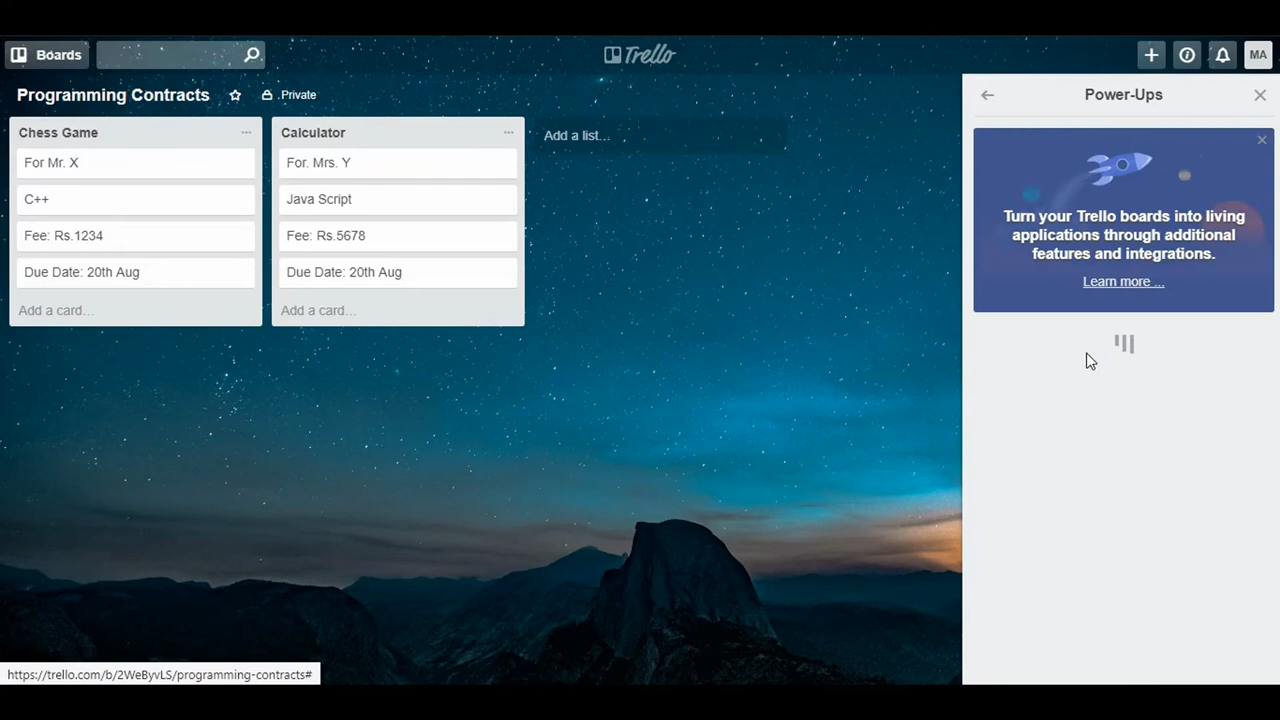 Boards
Trello
MA
Programming Contracts
Private
Power-Ups
Chess Game
For Mr. X
C++
Fee: Rs.1234
Due Date: 20th Aug
Add a card...
Calculator
For. Mrs. Y
Java Script
Fee: Rs.5678
Due Date: 20th Aug
Add a card...
Add a list...
Turn your Trello boards into living
applications through additional
features and integrations.
Learn more ...
https://trello.com/b/2WeByvLS/programming-contracts#